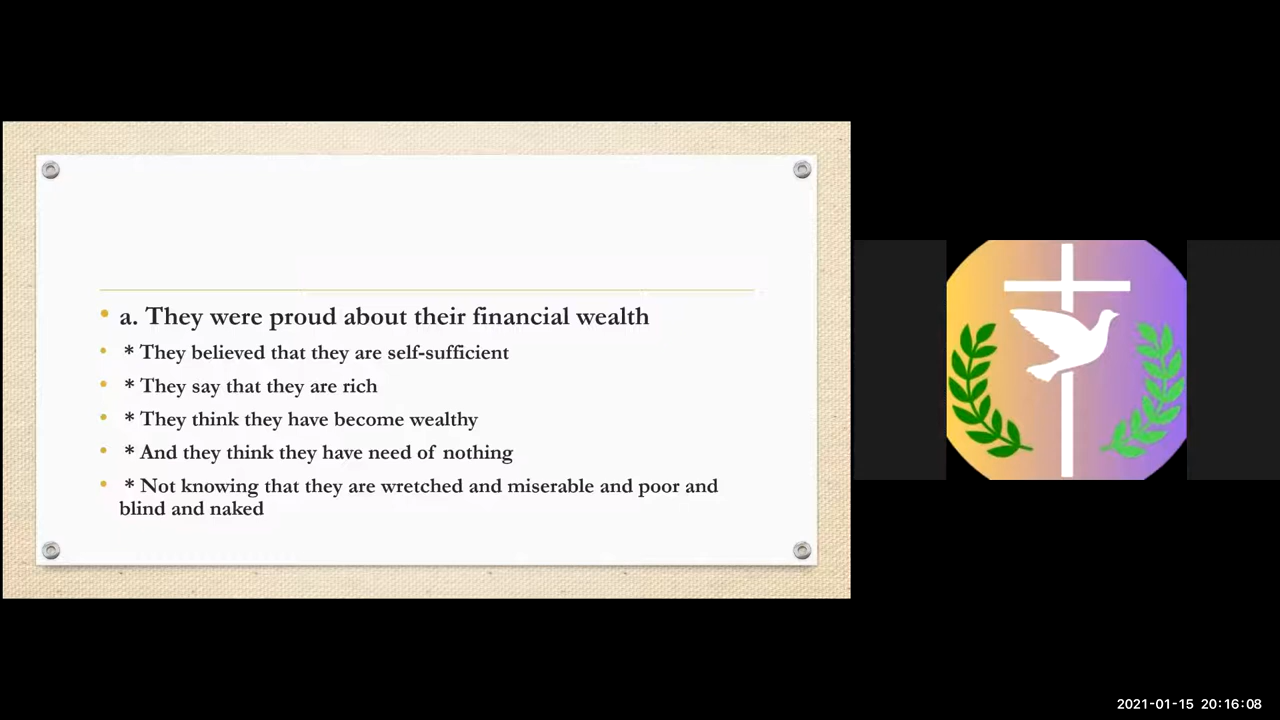 a. They were proud about their financial wealth
* They believed that they are self-sufficient
* They say that they are rich
* They think they have become wealthy
* And they think they have need of nothing
* Not knowing that they are wretched and miserable and poor and
blind and naked
2021-01-15 20:16:08